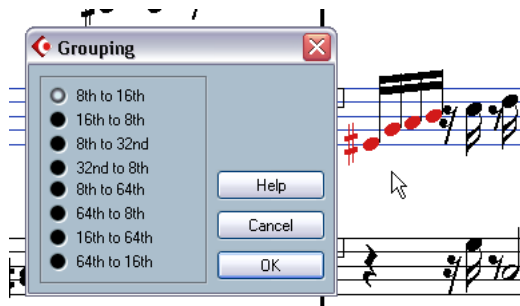 Grouping
8th to 16th
16th to 8th
8th to 32nd
32nd to 8th
8th to 64th
64th to 8th
16th to 64th
64th to 16th
Help
Cancel
OK